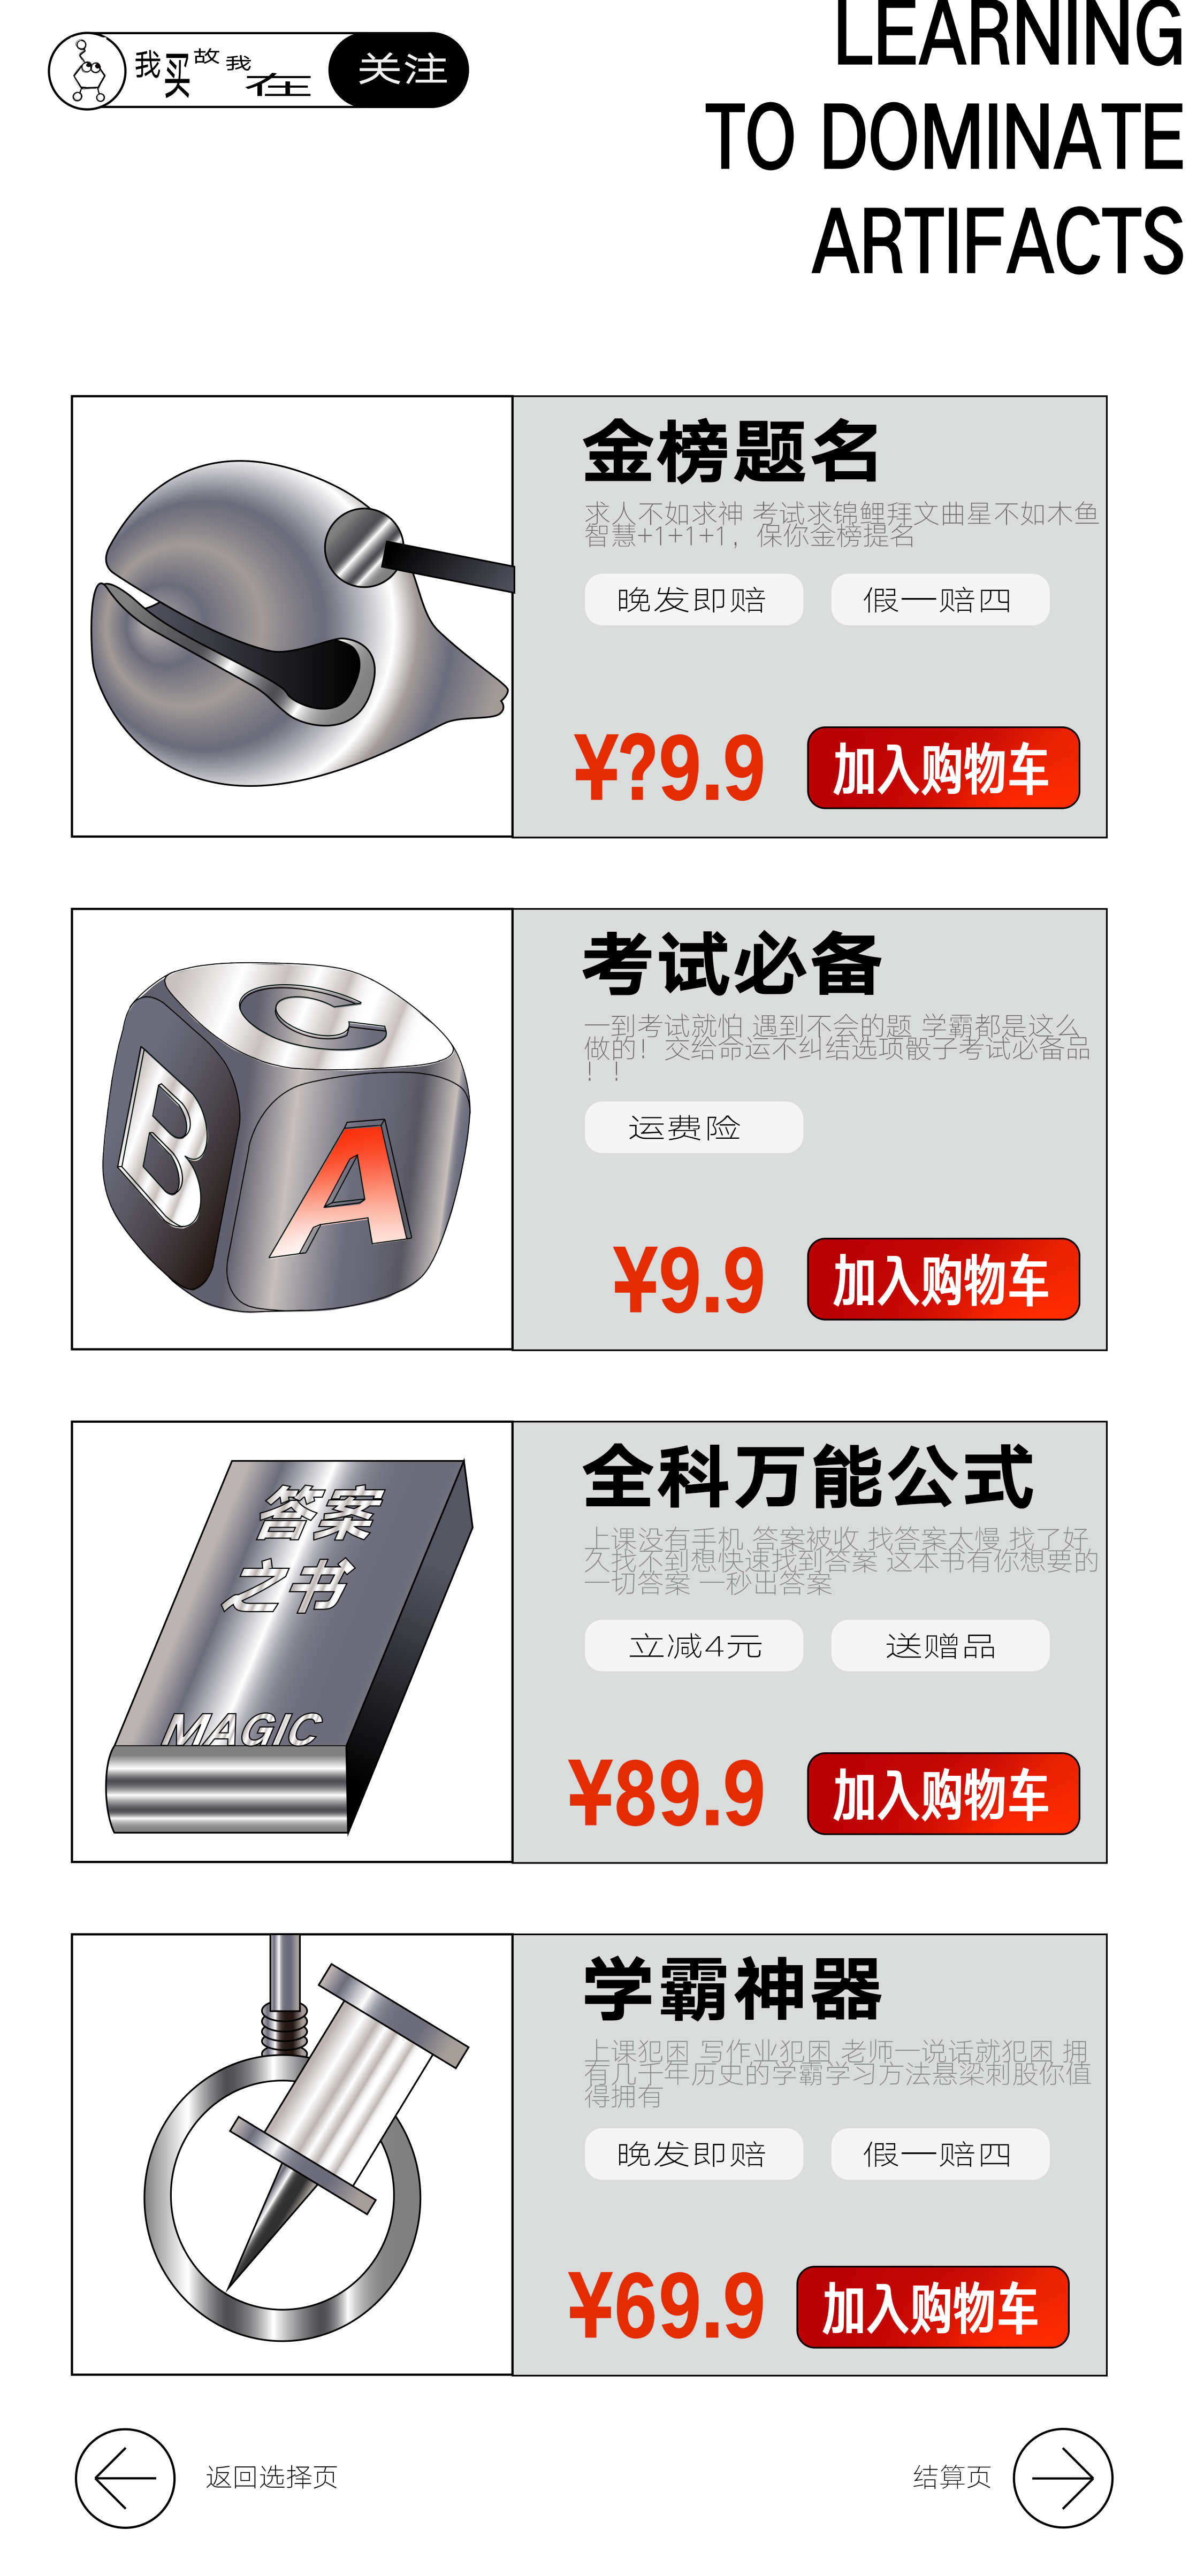 我买故我在
关注
LEARNING
TO DOMINATE
ARTIFACTS
金榜题名
求人不如求神 考试求锦鲤拜文曲星不如木鱼
智慧+1+1+1，保你金榜提名
晚发即赔
假一赔四
¥?9.9
加入购物车
C
B
A
考试必备
一到考试就怕 遇到不会的题 学霸都是这么
做的！交给命运不纠结选项骰子考试必备品
！！
运费险
¥9.9
加入购物车
答案
之书
MAGIC
全科万能公式
上课没有手机 答案被收 找答案太慢 找了好
久找不到想快速找到答案 这本书有你想要的
一切答案 一秒出答案
立减4元
送赠品
¥89.9
加入购物车
学霸神器
上课犯困 写作业犯困 老师一说话就犯困 拥
有几千年历史的学霸学习方法悬梁刺股你值
得拥有
晚发即赔
假一赔四
¥69.9
加入购物车
返回选择页
结算页